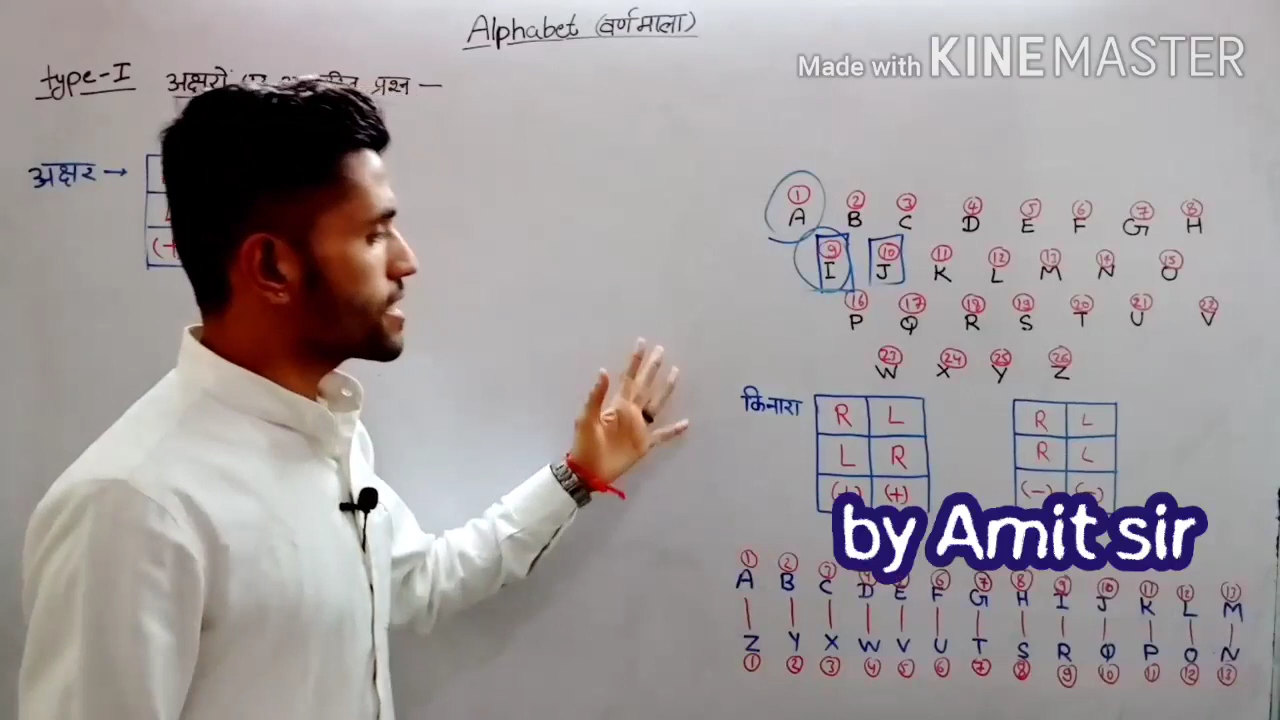 Alphabet (वर्णमाला)
Made with KINEMASTER
type-I अक्षरों प्रश्न —
अक्षर →
① ② ③ ④ ⑤ ⑥ ⑦ ⑧
A B C D E F G H
⑨ ⑩ ⑪ ⑫ ⑬ ⑭ ⑮
I J K L M N O
⑯ ⑰ ⑱ ⑲ ⑳ ㉑ ㉒
P Q R S T U V
㉓ ㉔ ㉕ ㉖
W X Y Z
किनारा
R L
L R
(+) (+)
R L
R L
(-) (-)
by Amit sir
① ② ③ ④ ⑤ ⑥ ⑦ ⑧ ⑨ ⑩ ⑪ ⑫ ⑬
A B C D E F G H I J K L M
Z Y X W V U T S R Q P O N
① ② ③ ④ ⑤ ⑥ ⑦ ⑧ ⑨ ⑩ ⑪ ⑫ ⑬